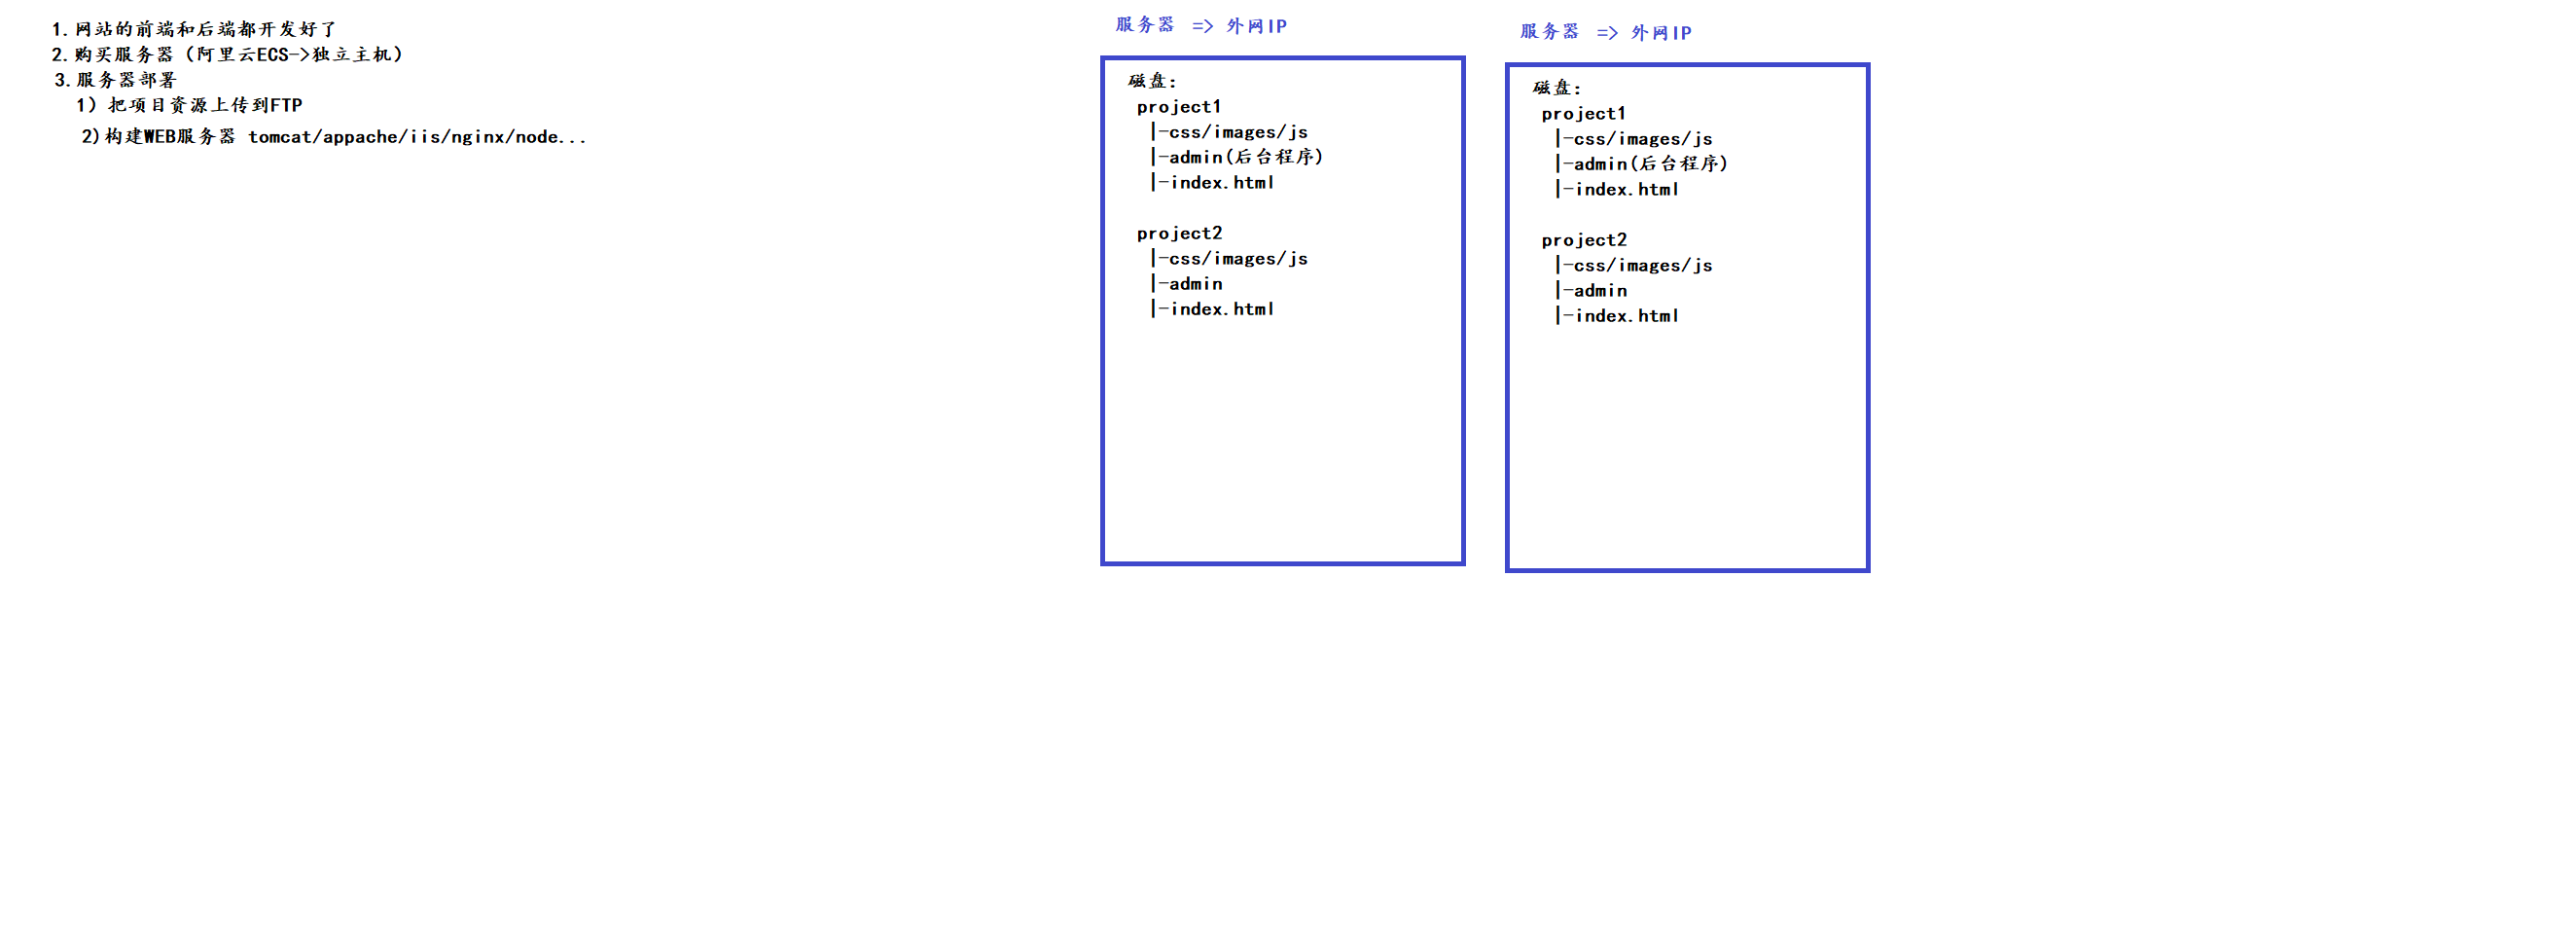 1.网站的前端和后端都开发好了
2.购买服务器（阿里云ECS->独立主机）
3.服务器部署
1）把项目资源上传到FTP
2)构建WEB服务器 tomcat/appache/iis/nginx/node...
服务器 => 外网IP
磁盘:
project1
|-css/images/js
|-admin(后台程序)
|-index.html
project2
|-css/images/js
|-admin
|-index.html
服务器 => 外网IP
磁盘:
project1
|-css/images/js
|-admin(后台程序)
|-index.html
project2
|-css/images/js
|-admin
|-index.html